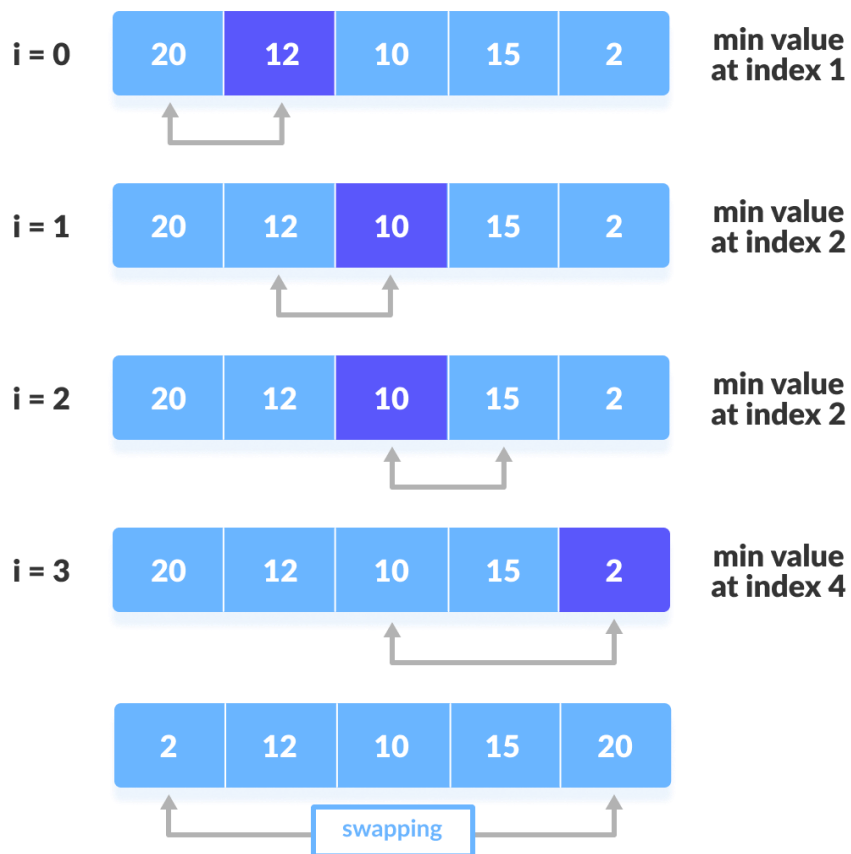 i = 0 20 12 10 15 2 min value
at index 1
i = 1 20 12 10 15 2 min value
at index 2
i = 2 20 12 10 15 2 min value
at index 2
i = 3 20 12 10 15 2 min value
at index 4
2 12 10 15 20
swapping